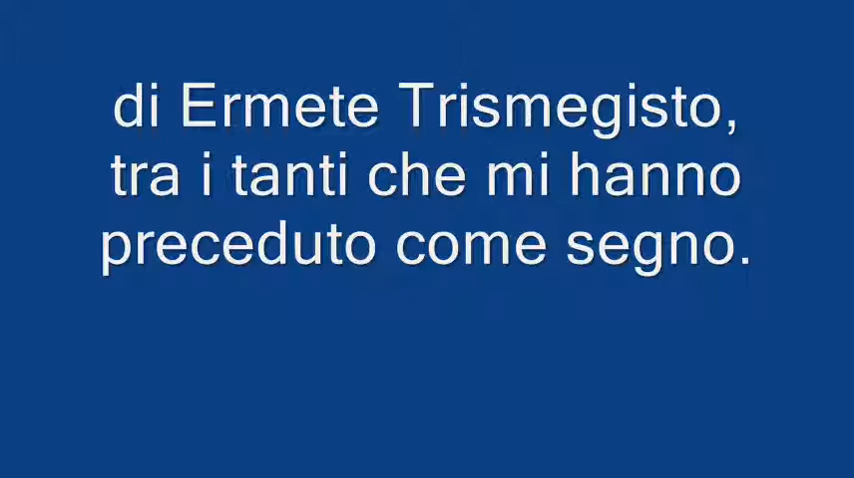 di Ermete Trismegisto,
tra i tanti che mi hanno
preceduto come segno.